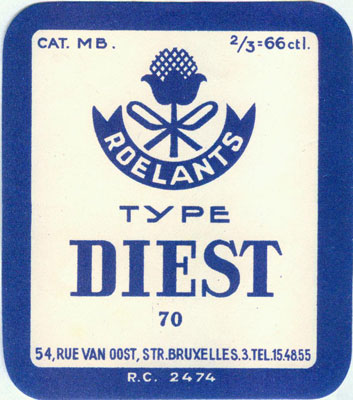 CAT. MB. 2/3=66ctl.
ROELANTS
TYPE
DIEST
70
54, RUE VAN OOST, STR. BRUXELLES. 3. TEL. 15.48.55
R.C. 2474